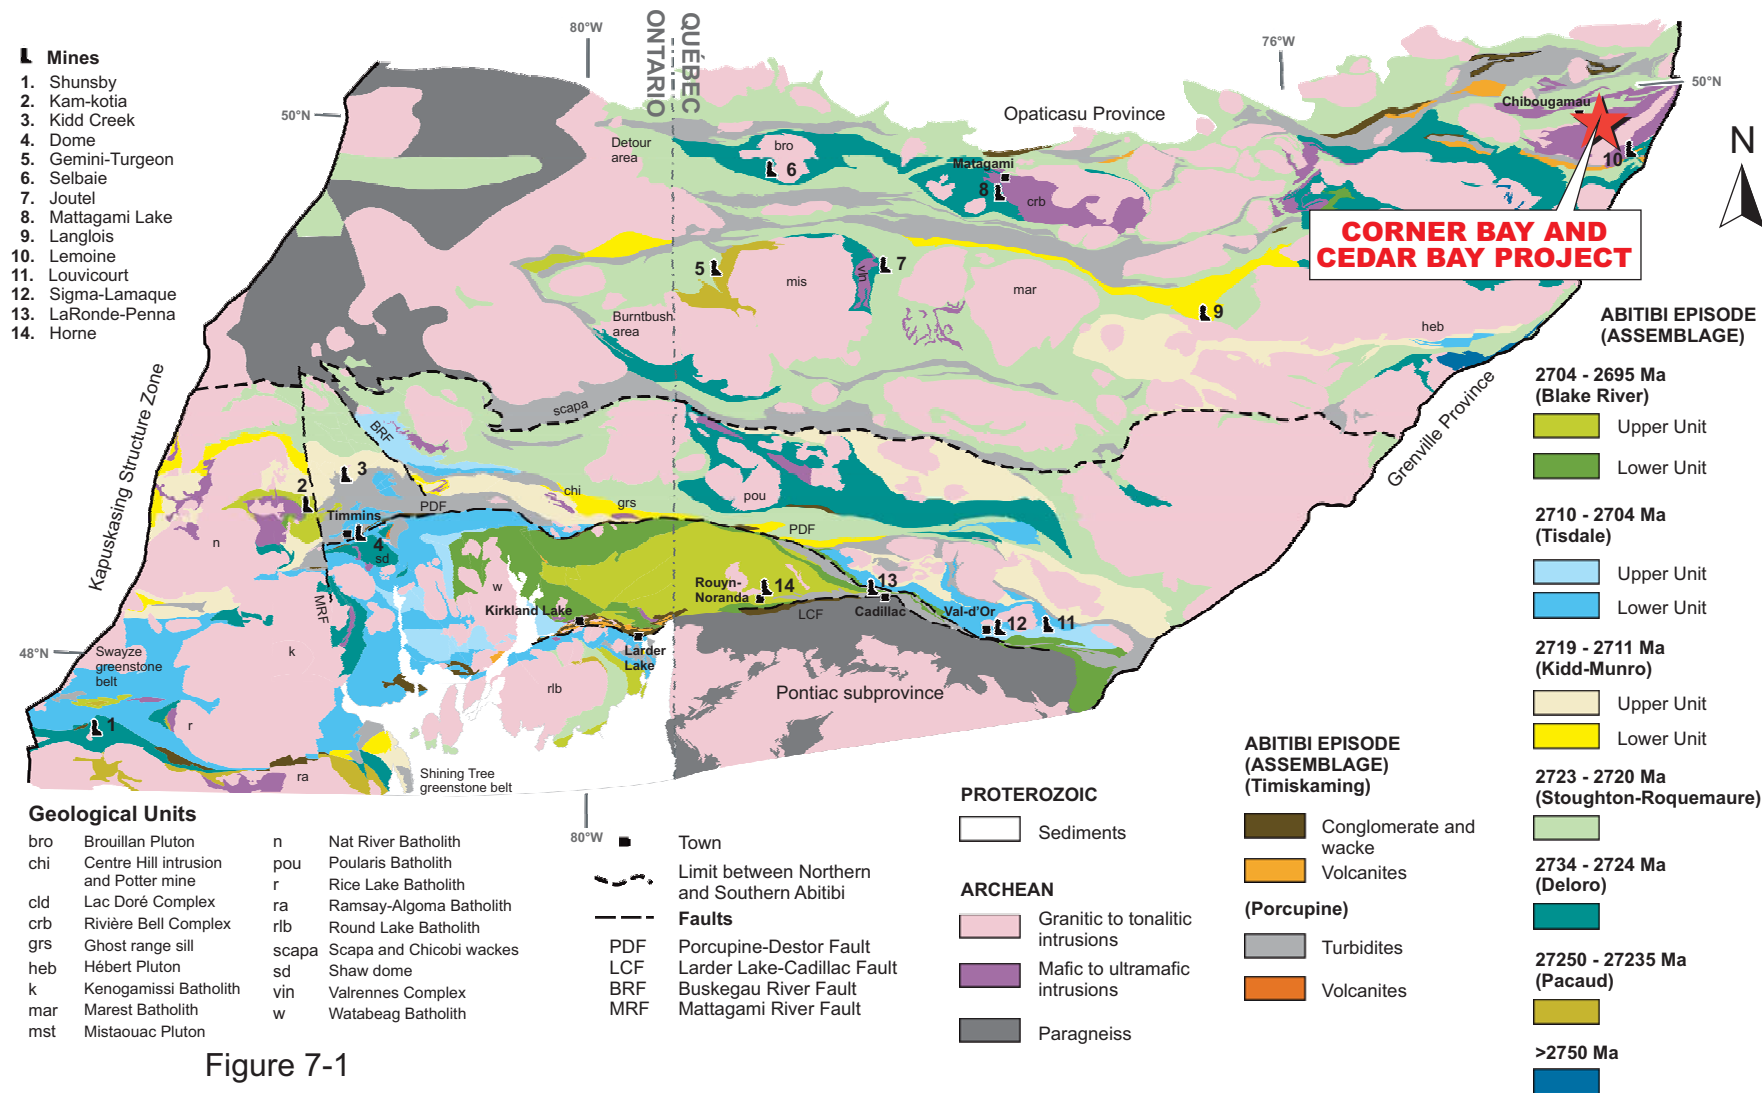 Mines
1. Shunsby
2. Kam-kotia
3. Kidd Creek
4. Dome
5. Gemini-Turgeon
6. Selbaie
7. Joutel
8. Mattagami Lake
9. Langlois
10. Lemoine
11. Louvicourt
12. Sigma-Lamaque
13. LaRonde-Penna
14. Horne
80°W
ONTARIO
QUÉBEC
76°W
50°N
50°N
Opaticasu Province
Chibougamau
N
Detour
area
bro
6
Matagami
8
crb
10
CORNER BAY AND
CEDAR BAY PROJECT
5
mis
vin
7
mar
9
heb
Burntbush
area
Kapuskasing Structure Zone
Grenville Province
scapa
BRF
3
2
chi
grs
PDF
pou
PDF
Timmins
4
sd
n
w
MRF
Kirkland Lake
Rouyn-
Noranda
14
13
Cadillac
LCF
Val-d'Or
12
11
Larder
Lake
48°N
Swayze
greenstone
belt
k
rlb
Pontiac subprovince
1
r
ra
Shining Tree
greenstone belt
80°W
Geological Units
bro Brouillan Pluton
chi Centre Hill intrusion
and Potter mine
cld Lac Doré Complex
crb Rivière Bell Complex
grs Ghost range sill
heb Hébert Pluton
k Kenogamissi Batholith
mar Marest Batholith
mst Mistaouac Pluton
n Nat River Batholith
pou Poularis Batholith
r Rice Lake Batholith
ra Ramsay-Algoma Batholith
rlb Round Lake Batholith
scapa Scapa and Chicobi wackes
sd Shaw dome
vin Valrennes Complex
w Watabeag Batholith
Town
Limit between Northern
and Southern Abitibi
Faults
PDF Porcupine-Destor Fault
LCF Larder Lake-Cadillac Fault
BRF Buskegau River Fault
MRF Mattagami River Fault
PROTEROZOIC
Sediments
ARCHEAN
Granitic to tonalitic
intrusions
Mafic to ultramafic
intrusions
Paragneiss
ABITIBI EPISODE
(ASSEMBLAGE)
(Timiskaming)
Conglomerate and
wacke
Volcanites
(Porcupine)
Turbidites
Volcanites
ABITIBI EPISODE
(ASSEMBLAGE)
2704 - 2695 Ma
(Blake River)
Upper Unit
Lower Unit
2710 - 2704 Ma
(Tisdale)
Upper Unit
Lower Unit
2719 - 2711 Ma
(Kidd-Munro)
Upper Unit
Lower Unit
2723 - 2720 Ma
(Stoughton-Roquemaure)
2734 - 2724 Ma
(Deloro)
27250 - 27235 Ma
(Pacaud)
>2750 Ma
Figure 7-1